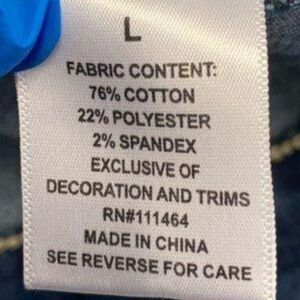 L
FABRIC CONTENT:
76% COTTON
22% POLYESTER
2% SPANDEX
EXCLUSIVE OF
DECORATION AND TRIMS
RN#111464
MADE IN CHINA
SEE REVERSE FOR CARE